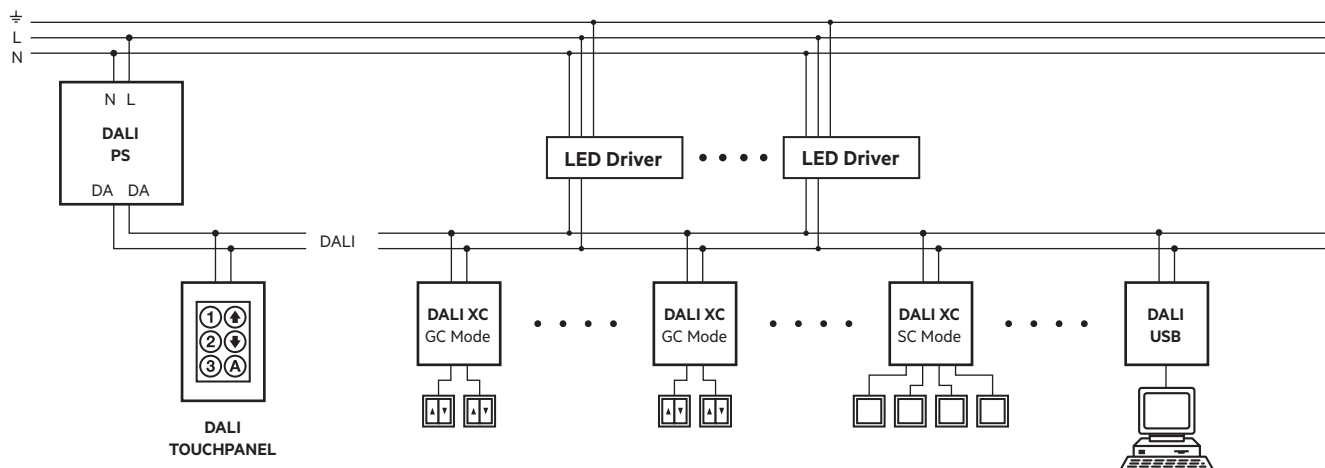 L
N
N L
DALI
PS
DA DA
LED Driver
LED Driver
DALI
1
2
3 A
DALI XC
GC Mode
DALI XC
GC Mode
DALI XC
SC Mode
DALI
USB
DALI
TOUCHPANEL